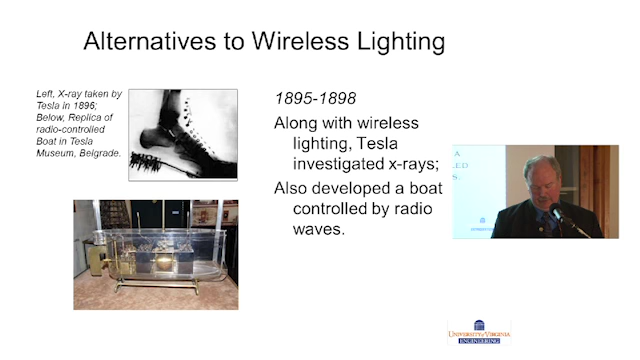 Alternatives to Wireless Lighting
Left, X-ray taken by
Tesla in 1896;
Below, Replica of
radio-controlled
Boat in Tesla
Museum, Belgrade.
1895-1898
Along with wireless
lighting, Tesla
investigated x-rays;
Also developed a boat
controlled by radio
waves.
UNIVERSITY of VIRGINIA
ENGINEERING